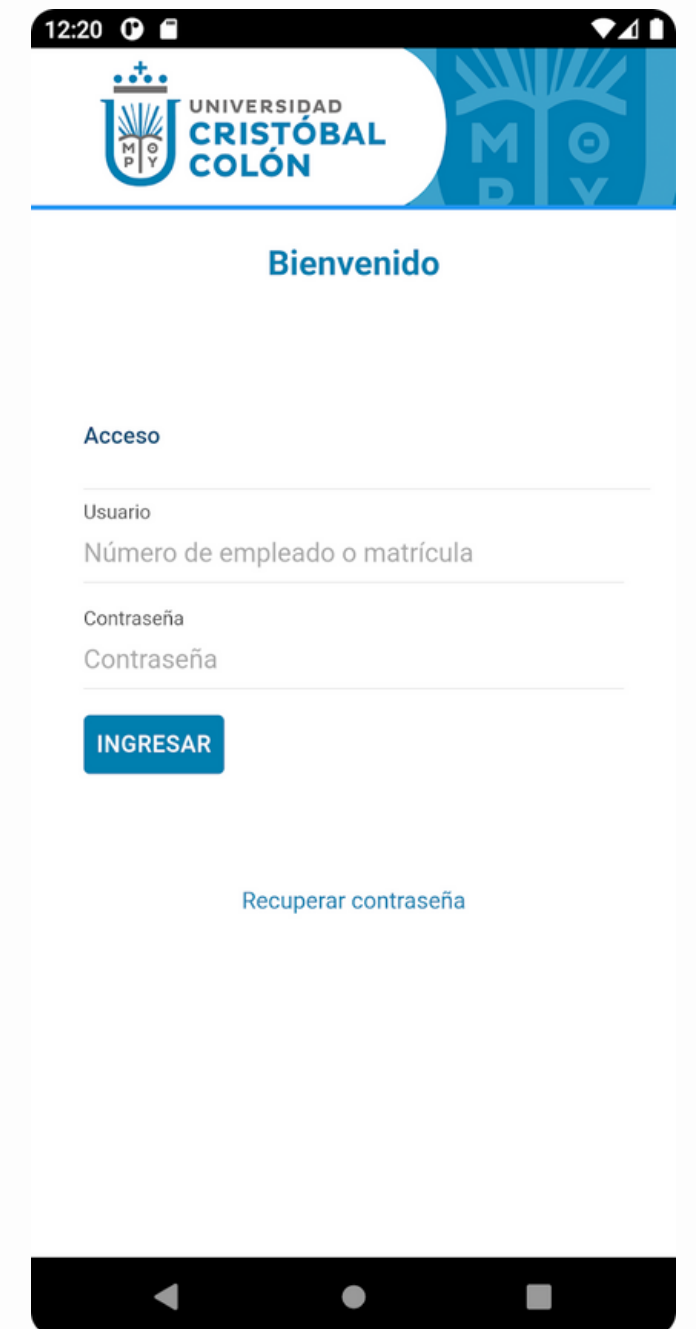 12:20
UNIVERSIDAD
CRISTÓBAL
COLÓN
M Θ
P Y
M Θ
P Y
Bienvenido
Acceso
Usuario
Número de empleado o matrícula
Contraseña
Contraseña
INGRESAR
Recuperar contraseña